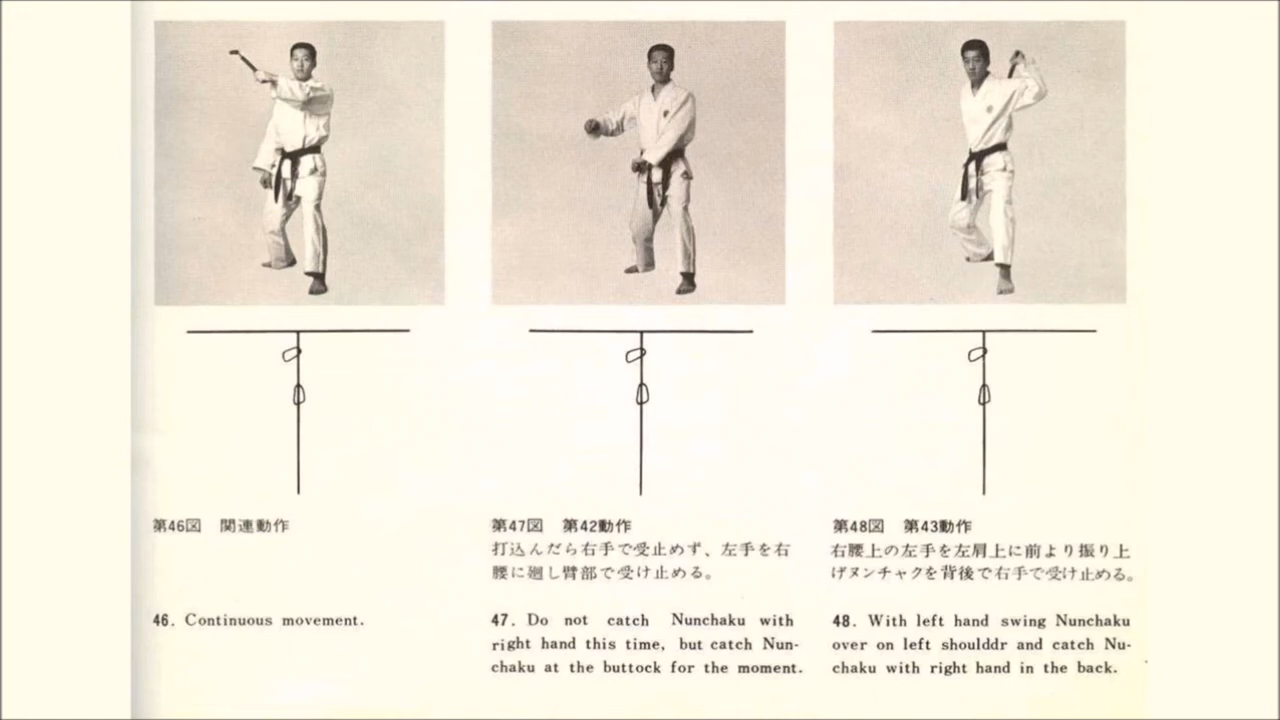 第46図 関連動作
46. Continuous movement.
第47図 第42動作
打込んだら右手で受止めず、左手を右
腰に廻し臂部で受け止める。
47. Do not catch Nunchaku with
right hand this time, but catch Nun-
chaku at the buttock for the moment.
第48図 第43動作
右腰上の左手を左肩上に前より振り上
げヌンチャクを背後で右手で受け止める。
48. With left hand swing Nunchaku
over on left shoulddr and catch Nu-
chaku with right hand in the back.